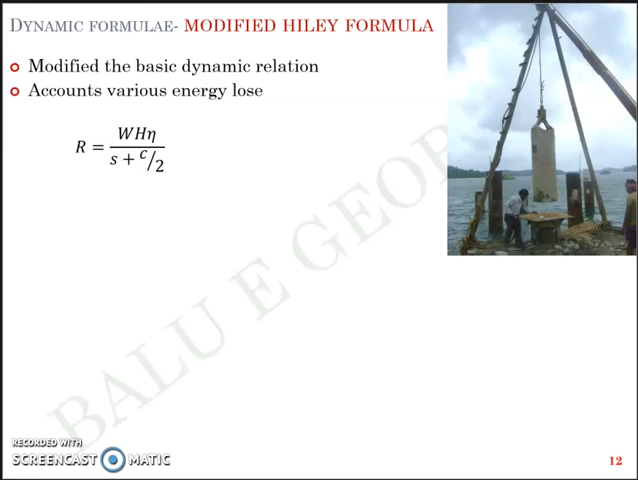 DYNAMIC FORMULAE- MODIFIED HILEY FORMULA
Modified the basic dynamic relation
Accounts various energy lose
R = WHη / s + c/2
BALU E GEORGE
RECORDED WITH
SCREENCAST MATIC
12